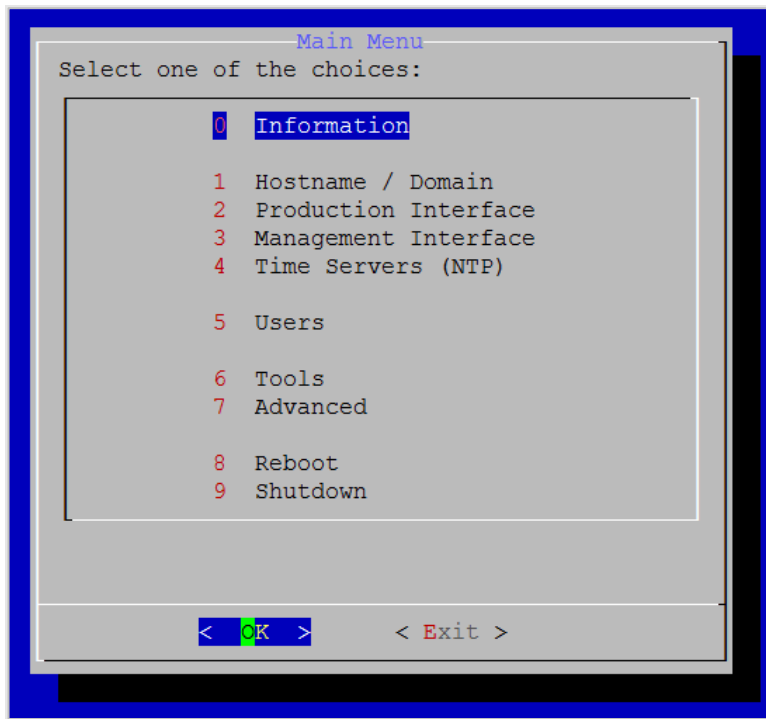 Main Menu
Select one of the choices:
0 Information
1 Hostname / Domain
2 Production Interface
3 Management Interface
4 Time Servers (NTP)
5 Users
6 Tools
7 Advanced
8 Reboot
9 Shutdown
< OK > < Exit >